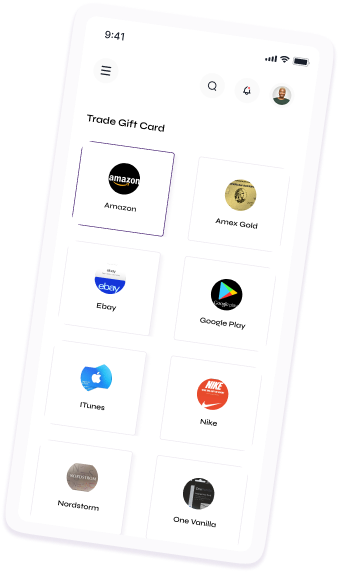 9:41
Trade Gift Card
amazon
Amazon
Amex Gold
ebay
Ebay
Google Play
ITunes
NIKE
Nike
NORDSTROM
Nordstorm
One Vanilla